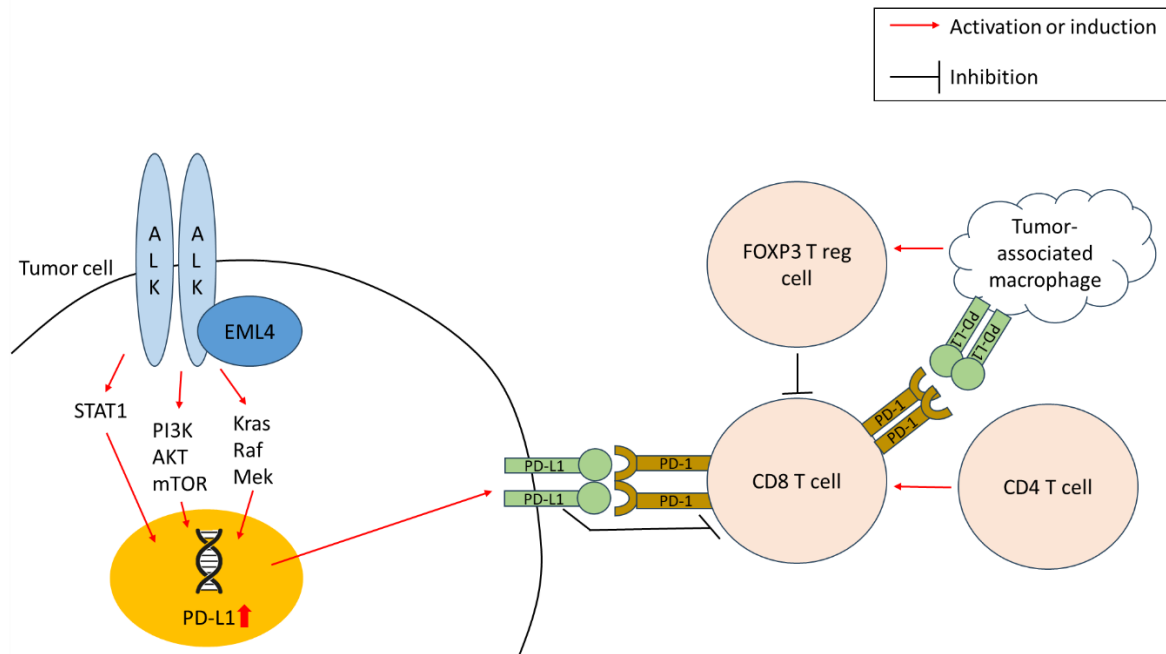 Activation or induction
Inhibition
Tumor cell
A
L
K
A
L
K
EML4
STAT1
PI3K
AKT
mTOR
Kras
Raf
Mek
PD-L1
PD-L1
PD-L1
PD-1
PD-1
FOXP3 T reg
cell
CD8 T cell
Tumor-
associated
macrophage
PD-L1
PD-L1
PD-1
PD-1
CD4 T cell